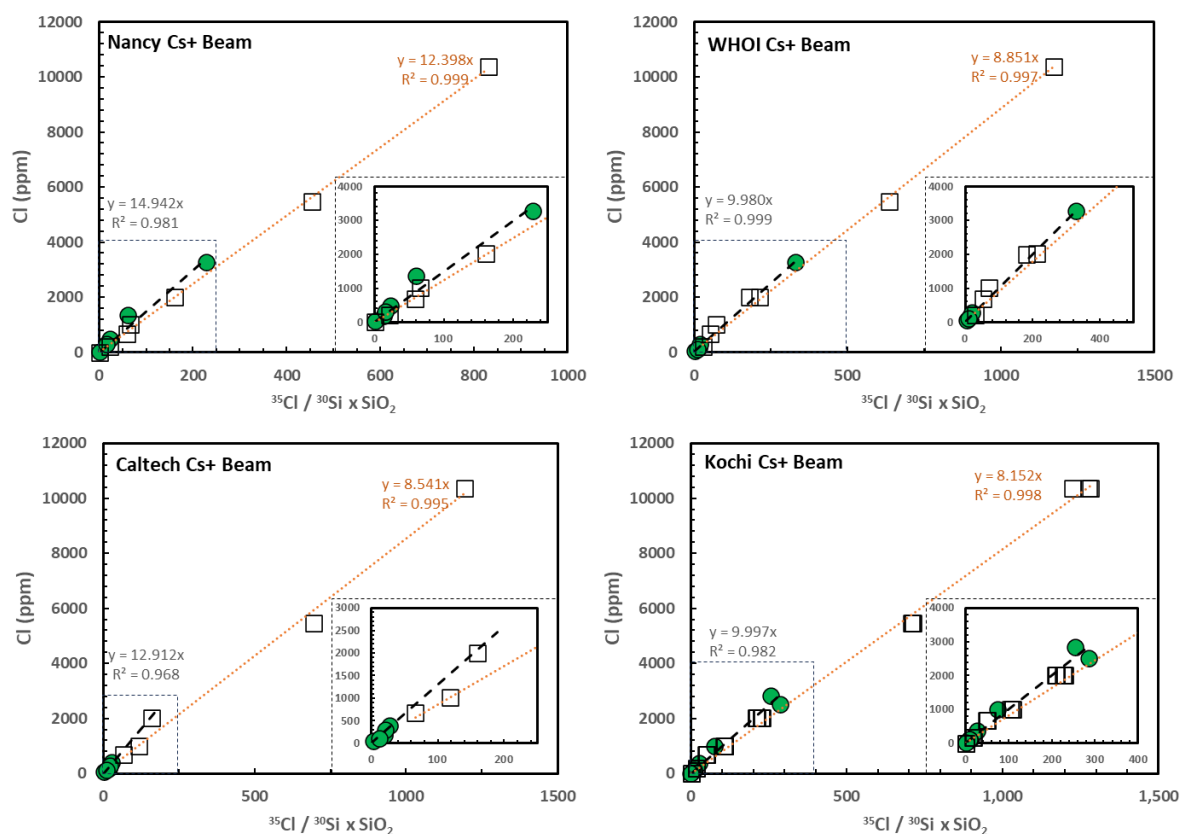 Nancy Cs+ Beam
Cl (ppm)
12000
10000
8000
6000
4000
2000
0
y = 12.398x
R² = 0.999
y = 14.942x
R² = 0.981
4000
3000
2000
1000
0
0 100 200
0 200 400 600 800 1000
³⁵Cl / ³⁰Si x SiO₂
WHOI Cs+ Beam
Cl (ppm)
12000
10000
8000
6000
4000
2000
0
y = 8.851x
R² = 0.997
y = 9.980x
R² = 0.999
4000
3000
2000
1000
0
0 200 400
0 500 1000 1500
³⁵Cl / ³⁰Si x SiO₂
Caltech Cs+ Beam
Cl (ppm)
12000
10000
8000
6000
4000
2000
0
y = 8.541x
R² = 0.995
y = 12.912x
R² = 0.968
3000
2500
2000
1500
1000
500
0
0 100 200
0 500 1000 1500
³⁵Cl / ³⁰Si x SiO₂
Kochi Cs+ Beam
Cl (ppm)
12000
10000
8000
6000
4000
2000
0
y = 8.152x
R² = 0.998
y = 9.997x
R² = 0.982
4000
3000
2000
1000
0
0 100 200 300 400
0 500 1,000 1,500
³⁵Cl / ³⁰Si x SiO₂